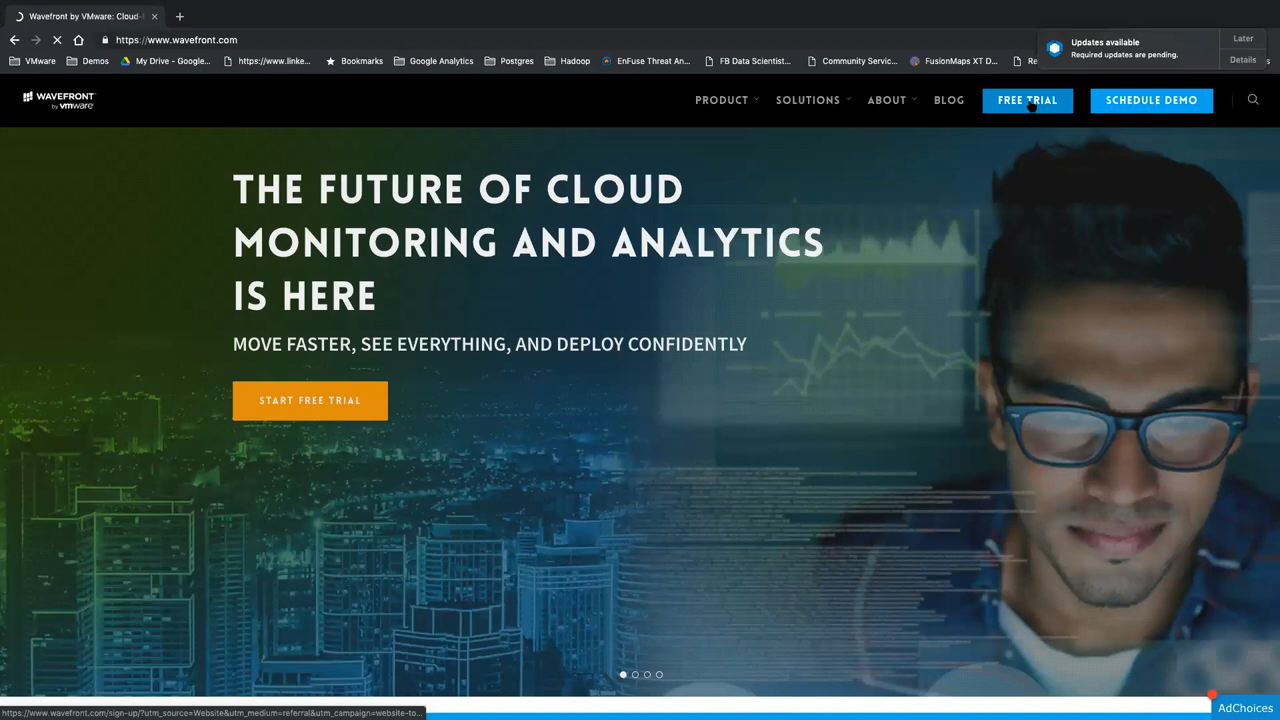 Wavefront by VMware: Cloud-
Updates available
Required updates are pending.
Later
Details
https://www.wavefront.com
VMware
Demos
My Drive - Google...
https://www.linke...
Bookmarks
Google Analytics
Postgres
Hadoop
EnFuse Threat An...
FB Data Scientist...
Community Servic...
FusionMaps XT D...
WAVEFRONT
by vmware
PRODUCT
SOLUTIONS
ABOUT
BLOG
FREE TRIAL
SCHEDULE DEMO
THE FUTURE OF CLOUD
MONITORING AND ANALYTICS
IS HERE
MOVE FASTER, SEE EVERYTHING, AND DEPLOY CONFIDENTLY
START FREE TRIAL
https://www.wavefront.com/sign-up/?utm_source=Website&utm_medium=referral&utm_campaign=website-to...
AdChoices